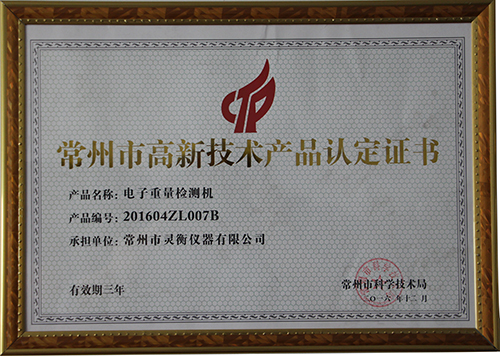 常州市高新技术产品认定证书
产品名称：电子重量检测机
产品编号：201604ZL007B
承担单位：常州市灵衡仪器有限公司
有效期三年
常州市科学技术局
二〇一六年十二月